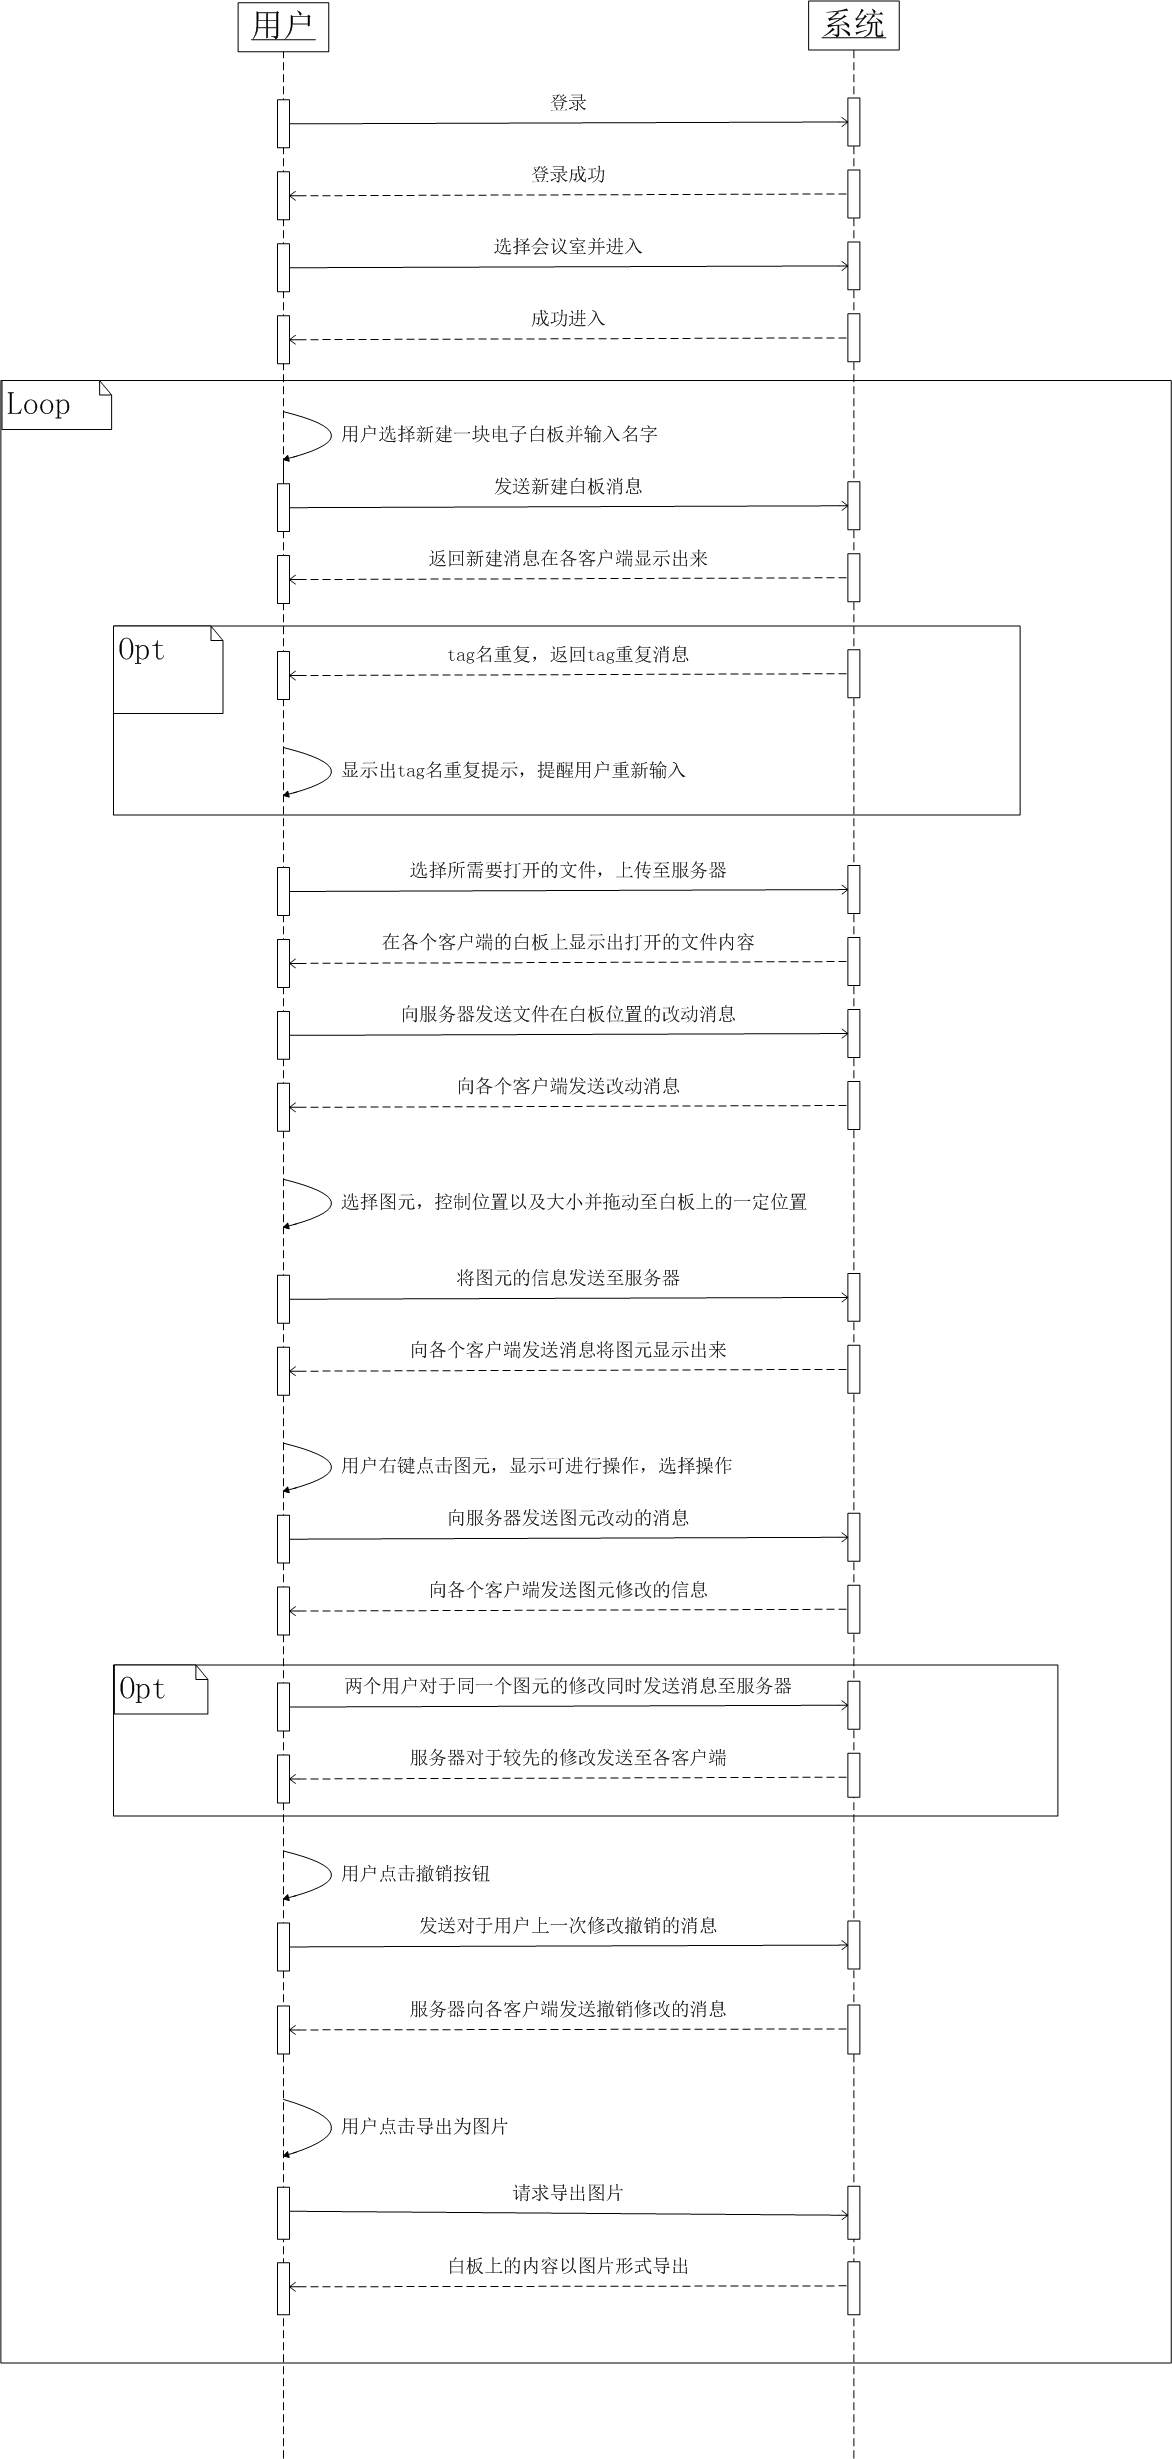 用户
系统
登录
登录成功
选择会议室并进入
成功进入
Loop
用户选择新建一块电子白板并输入名字
发送新建白板消息
返回新建消息在各客户端显示出来
Opt
tag名重复，返回tag重复消息
显示出tag名重复提示，提醒用户重新输入
选择所需要打开的文件，上传至服务器
在各个客户端的白板上显示出打开的文件内容
向服务器发送文件在白板位置的改动消息
向各个客户端发送改动消息
选择图元，控制位置以及大小并拖动至白板上的一定位置
将图元的信息发送至服务器
向各个客户端发送消息将图元显示出来
用户右键点击图元，显示可进行操作，选择操作
向服务器发送图元改动的消息
向各个客户端发送图元修改的信息
Opt
两个用户对于同一个图元的修改同时发送消息至服务器
服务器对于较先的修改发送至各客户端
用户点击撤销按钮
发送对于用户上一次修改撤销的消息
服务器向各客户端发送撤销修改的消息
用户点击导出为图片
请求导出图片
白板上的内容以图片形式导出